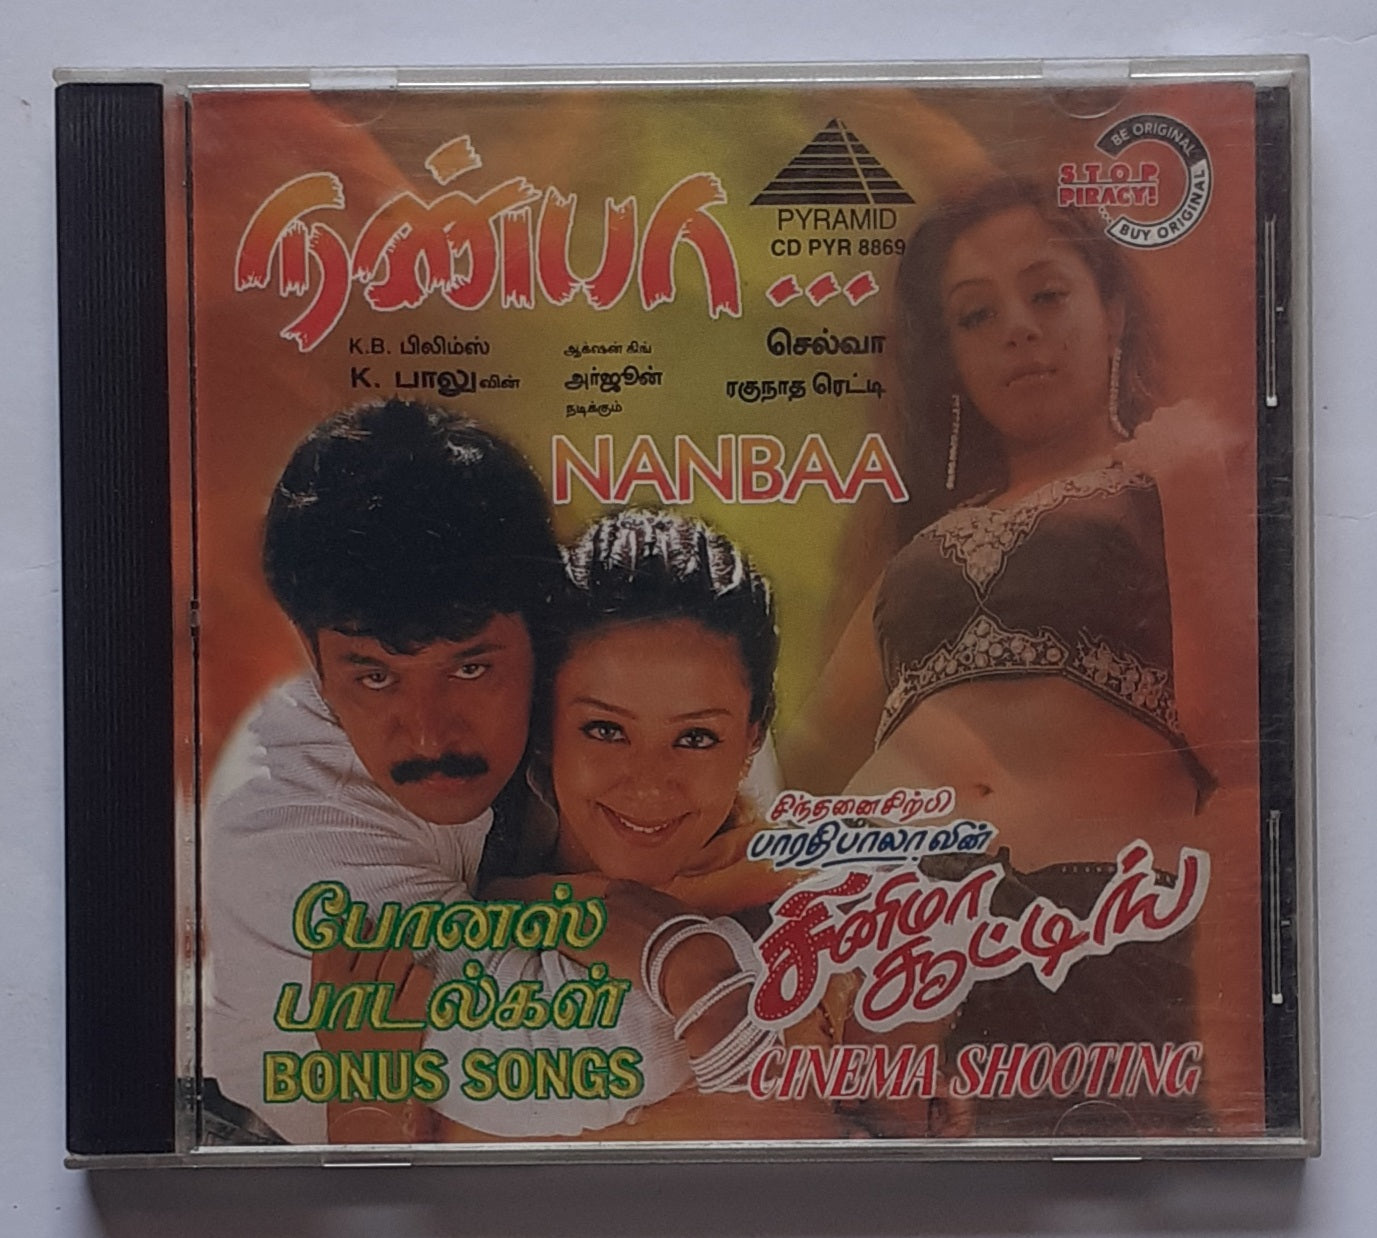 BE ORIGINAL
STOP
PIRACY!
BUY ORIGINAL
நண்பா...
PYRAMID
CD PYR 8869
K.B. பிலிம்ஸ்
K. பாலுவின்
ஆக்ஷன் கிங்
அர்ஜூன்
நடிக்கும்
செல்வா
ரகுநாத ரெட்டி
NANBAA
சிந்தனை சிற்பி
பாரதி பாலாவின்
சினிமா
சூட்டிங்
CINEMA SHOOTING
போனஸ்
பாடல்கள்
BONUS SONGS